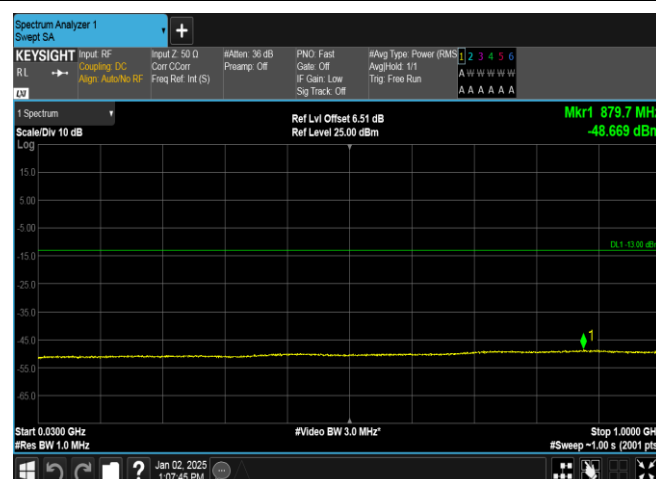 Spectrum Analyzer 1
Swept SA
+
KEYSIGHT
R L
LXI
Input: RF
Coupling: DC
Align: Auto/No RF
Input Z: 50 Ω
Corr CCorr
Freq Ref: Int (S)
#Atten: 36 dB
Preamp: Off
PNO: Fast
Gate: Off
IF Gain: Low
Sig Track: Off
#Avg Type: Power (RMS
Avg|Hold: 1/1
Trig: Free Run
1 2 3 4 5 6
A W W W W W
A A A A A A
1 Spectrum
Scale/Div 10 dB
Log
Ref Lvl Offset 6.51 dB
Ref Level 25.00 dBm
Mkr1 879.7 MHz
-48.669 dBm
15.0
5.00
-5.00
-15.0
-25.0
-35.0
-45.0
-55.0
-65.0
DL1 -13.00 dBm
1
Start 0.0300 GHz
#Res BW 1.0 MHz
#Video BW 3.0 MHz*
Stop 1.0000 GH
#Sweep ~1.00 s (2001 pts
?
Jan 02, 2025
1:07:45 PM